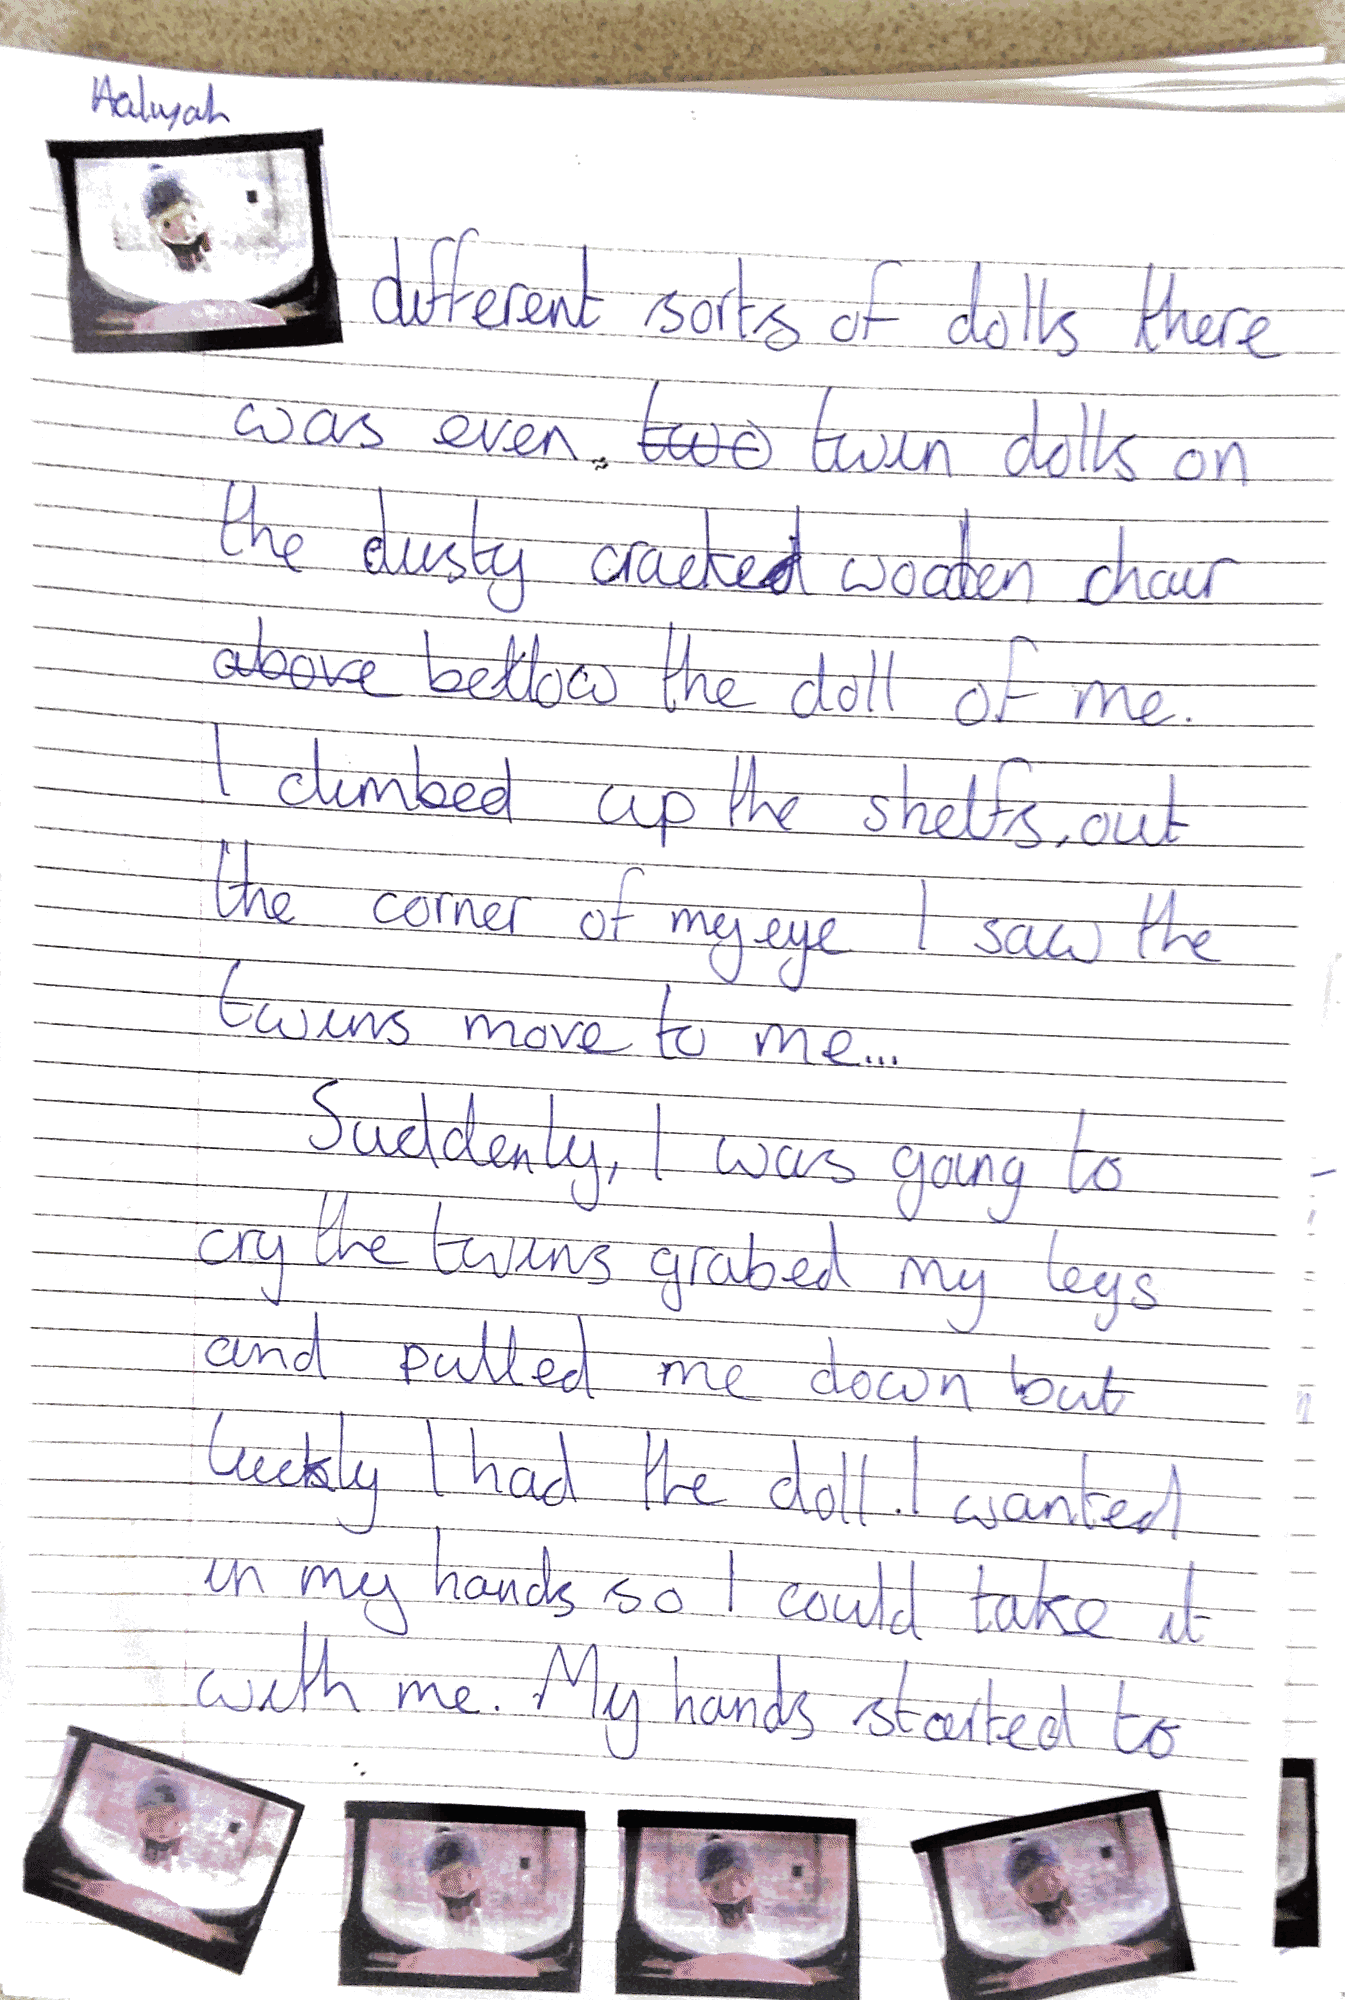 Aaluyah
different sorts of dolls there
was even. two twin dolls on
the dusty cracked wooden chair
above bellow the doll of me.
I climbed up the shelfs, out
the corner of my eye I saw the
twins move to me...
Suddenly, I was going to
cry the twins grabed my legs
and pulled me down but
luckly I had the doll. I wanted
in my hands so I could take it
with me. My hands started to